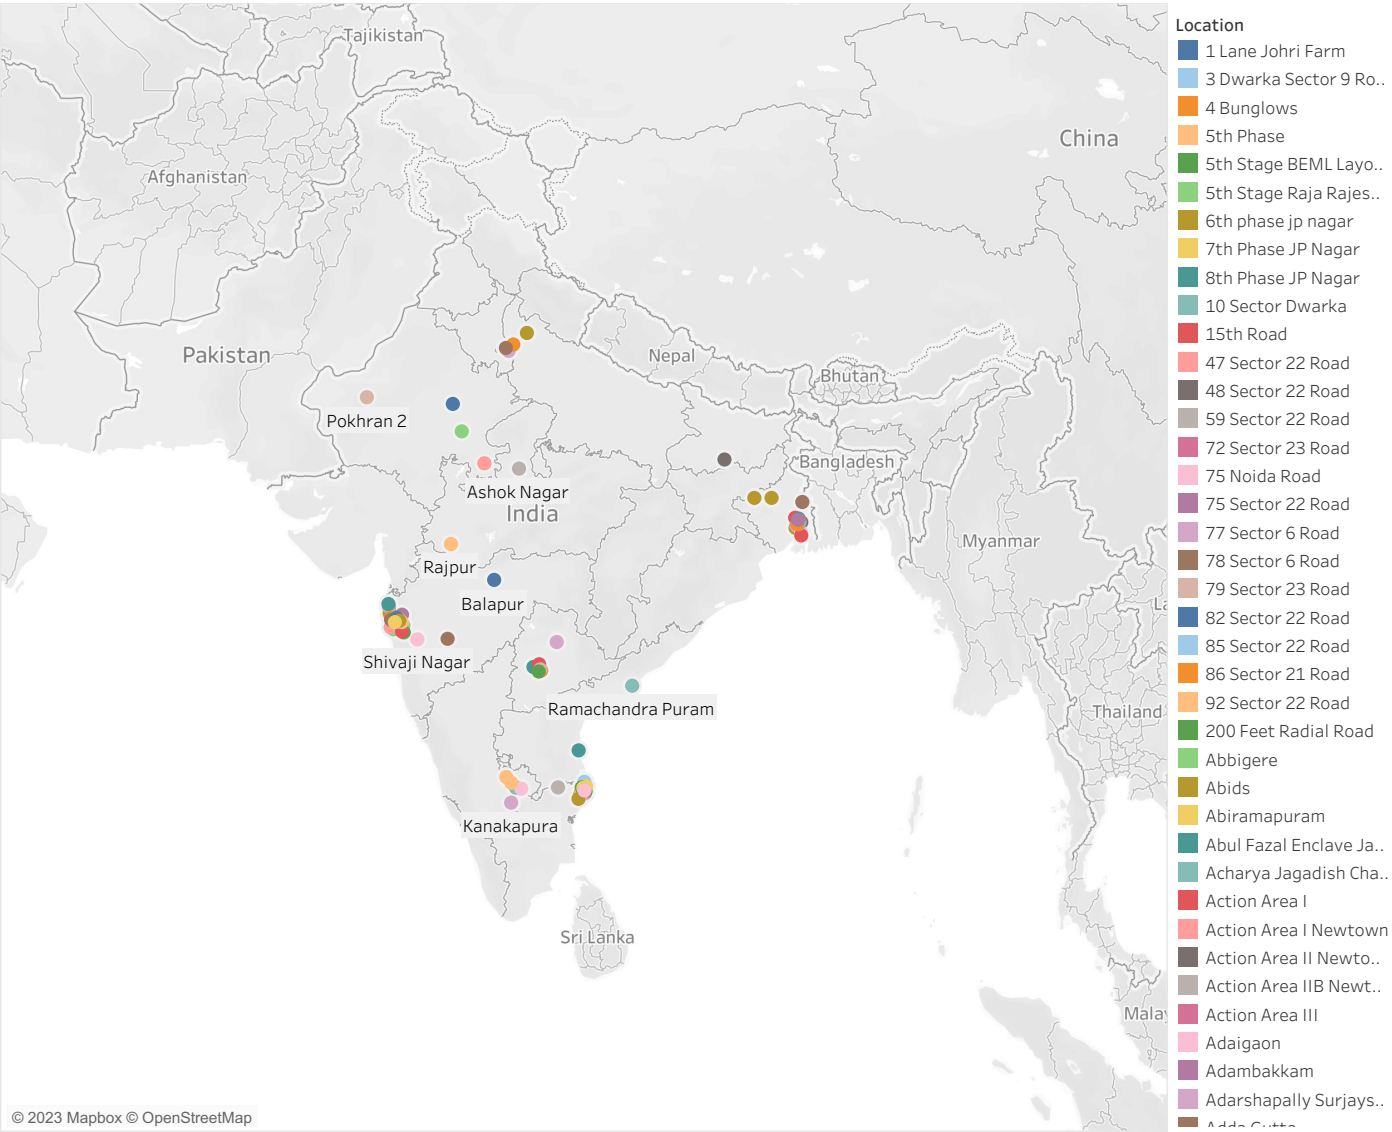 Tajikistan
China
Afghanistan
Pakistan
Nepal
Bhutan
Pokhran 2
Bangladesh
Ashok Nagar
India
Myanmar
Rajpur
Balapur
La
Shivaji Nagar
Ramachandra Puram
Thailand
Kanakapura
Sri Lanka
Malay
© 2023 Mapbox © OpenStreetMap
Location
1 Lane Johri Farm
3 Dwarka Sector 9 Ro..
4 Bunglows
5th Phase
5th Stage BEML Layo..
5th Stage Raja Rajes..
6th phase jp nagar
7th Phase JP Nagar
8th Phase JP Nagar
10 Sector Dwarka
15th Road
47 Sector 22 Road
48 Sector 22 Road
59 Sector 22 Road
72 Sector 23 Road
75 Noida Road
75 Sector 22 Road
77 Sector 6 Road
78 Sector 6 Road
79 Sector 23 Road
82 Sector 22 Road
85 Sector 22 Road
86 Sector 21 Road
92 Sector 22 Road
200 Feet Radial Road
Abbigere
Abids
Abiramapuram
Abul Fazal Enclave Ja..
Acharya Jagadish Cha..
Action Area I
Action Area I Newtown
Action Area II Newto..
Action Area IIB Newt..
Action Area III
Adaigaon
Adambakkam
Adarshapally Surjays..
Adda Gutta